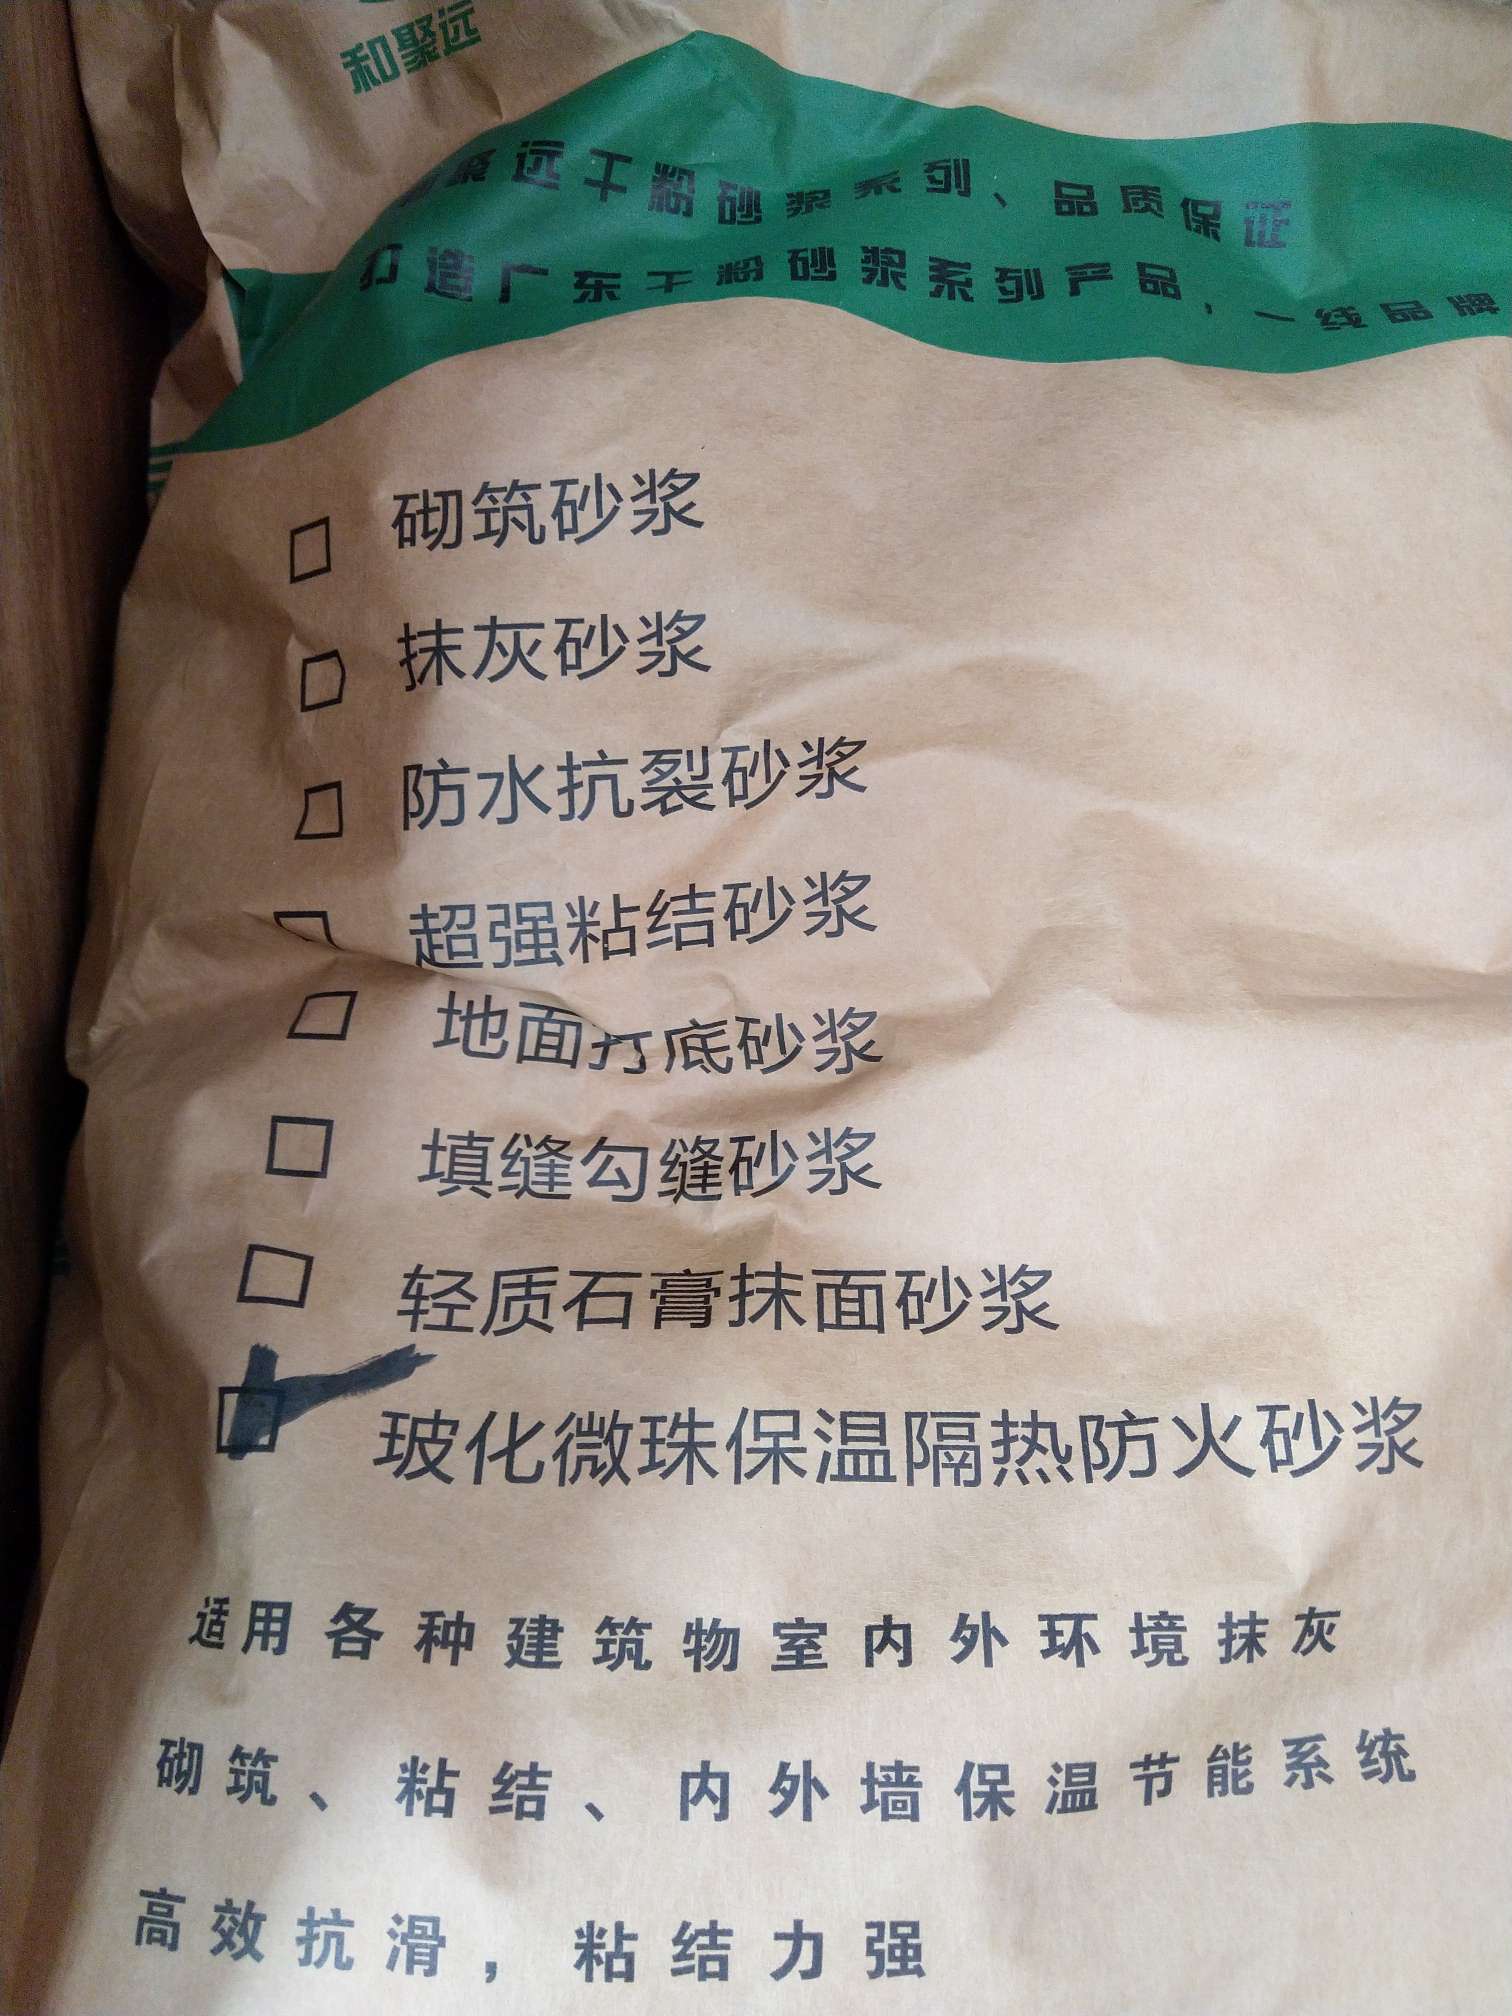 和聚远
聚远干粉砂浆系列、品质保证
打造广东干粉砂浆系列产品，一线品牌
砌筑砂浆
抹灰砂浆
防水抗裂砂浆
超强粘结砂浆
地面打底砂浆
填缝勾缝砂浆
轻质石膏抹面砂浆
玻化微珠保温隔热防火砂浆
适用各种建筑物室内外环境抹灰
砌筑、粘结、内外墙保温节能系统
高效抗滑，粘结力强